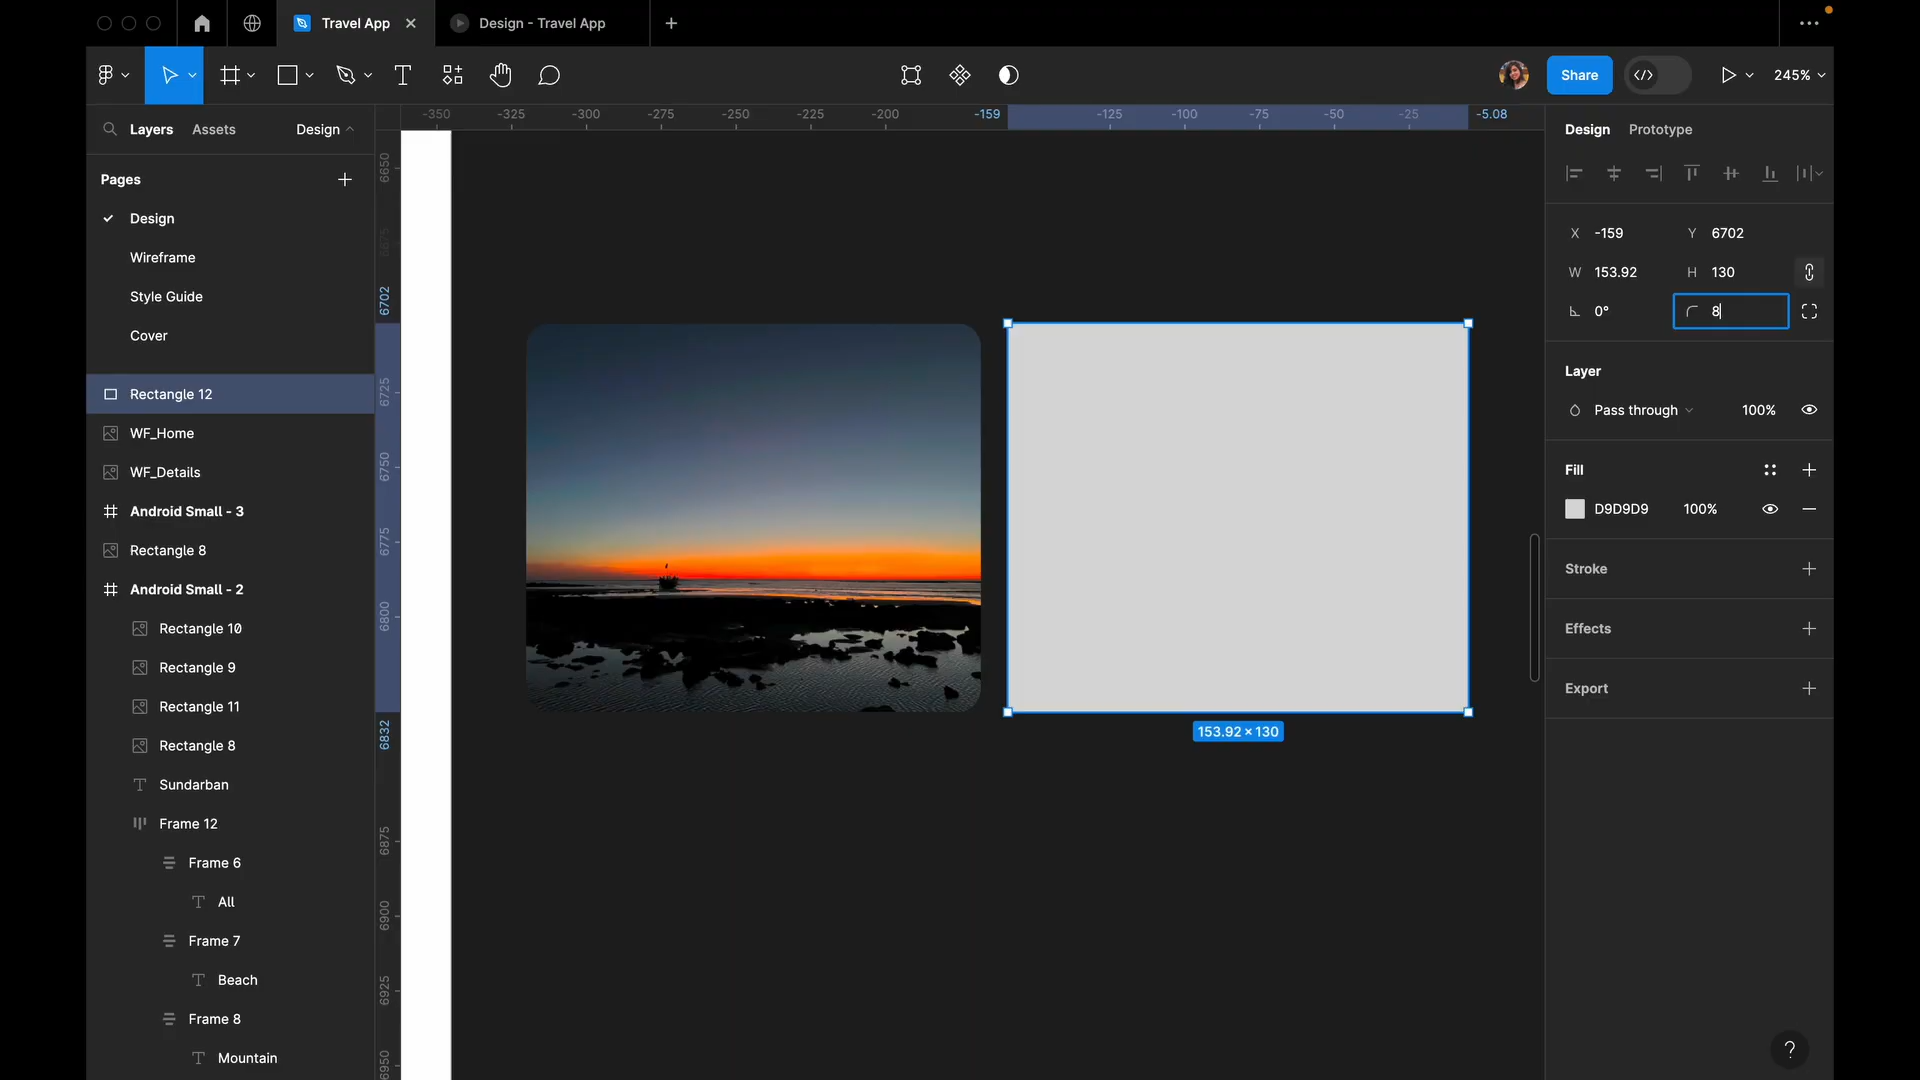 Travel App
Design - Travel App
Share
245%
Layers
Assets
Design
-350
-325
-300
-275
-250
-225
-200
-159
-125
-100
-75
-50
-25
-5.08
Design
Prototype
Pages
Design
Wireframe
Style Guide
Cover
Rectangle 12
WF_Home
WF_Details
Android Small - 3
Rectangle 8
Android Small - 2
Rectangle 10
Rectangle 9
Rectangle 11
Rectangle 8
Sundarban
Frame 12
Frame 6
All
Frame 7
Beach
Frame 8
Mountain
6650
6675
6702
6725
6750
6775
6800
6832
6875
6900
6925
6950
153.92 × 130
X -159
Y 6702
W 153.92
H 130
0°
8
Layer
Pass through
100%
Fill
D9D9D9
100%
Stroke
Effects
Export
?